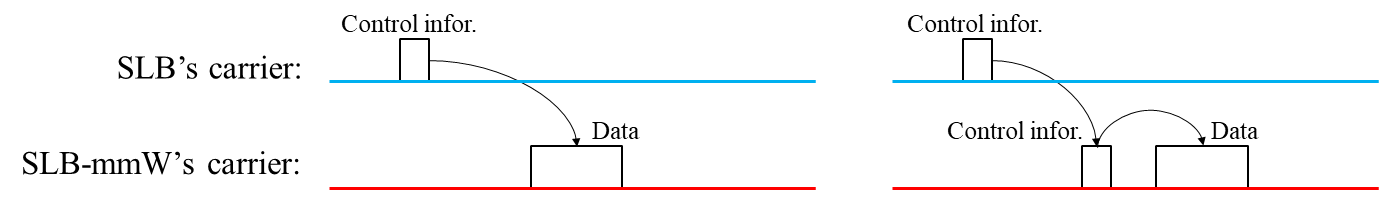 Control infor.
Control infor.
SLB's carrier:
Control infor.
Data
Data
SLB-mmW's carrier: